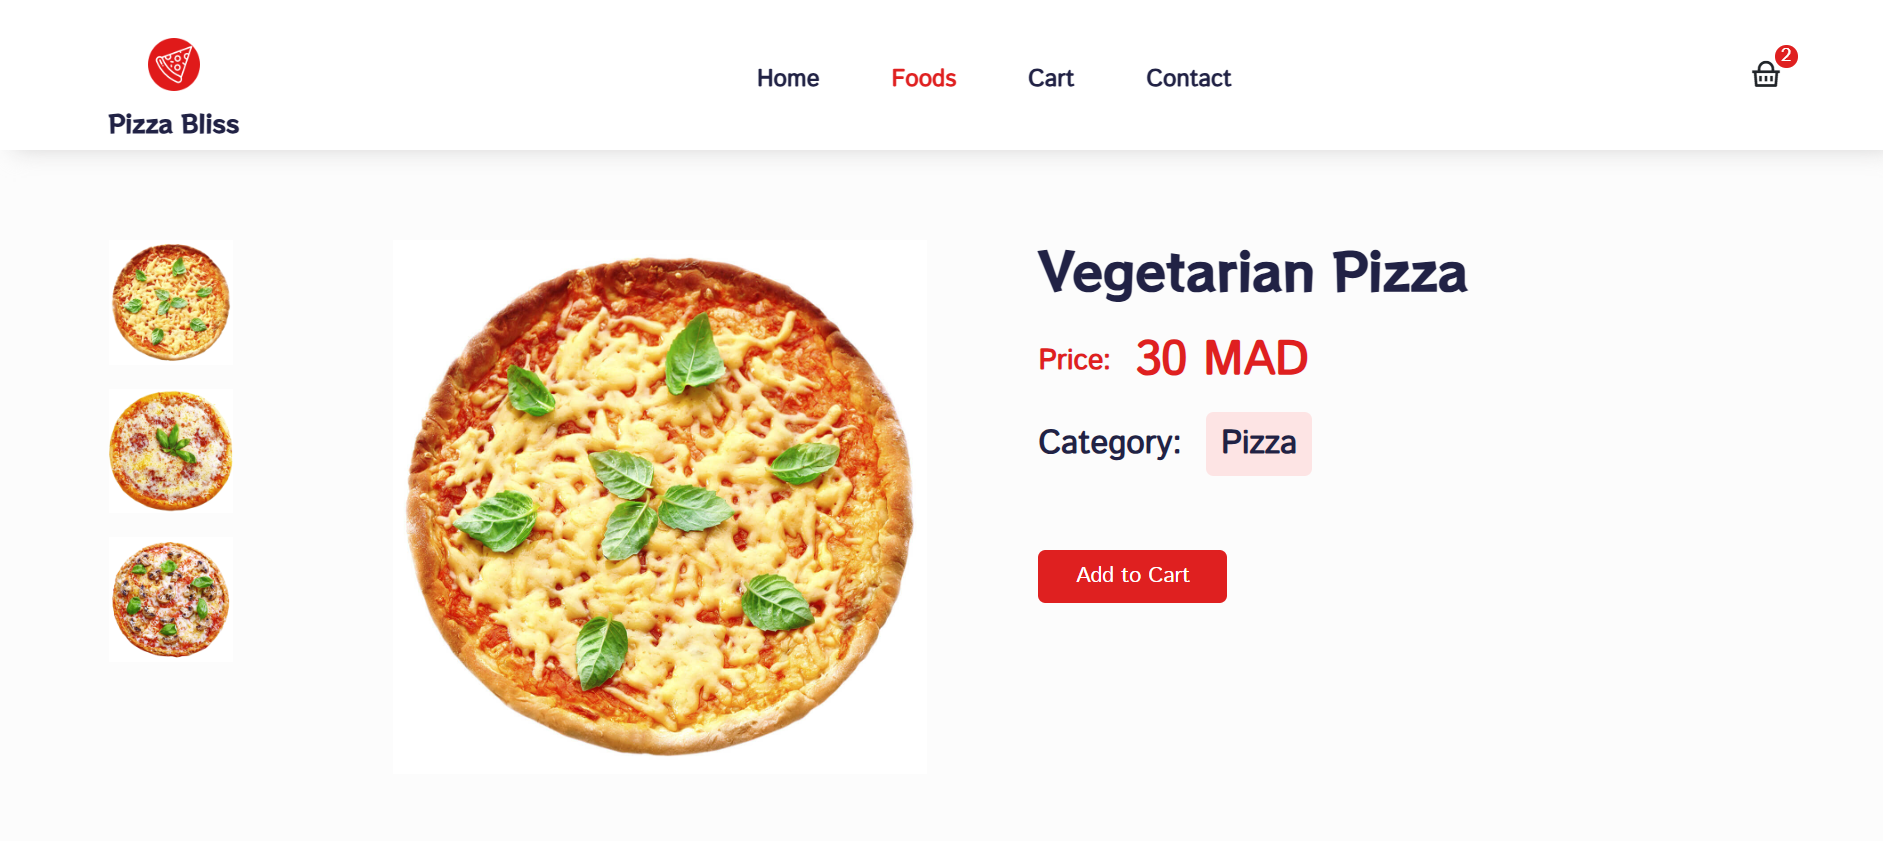 Pizza Bliss
Home
Foods
Cart
Contact
2
Vegetarian Pizza
Price: 30 MAD
Category: Pizza
Add to Cart